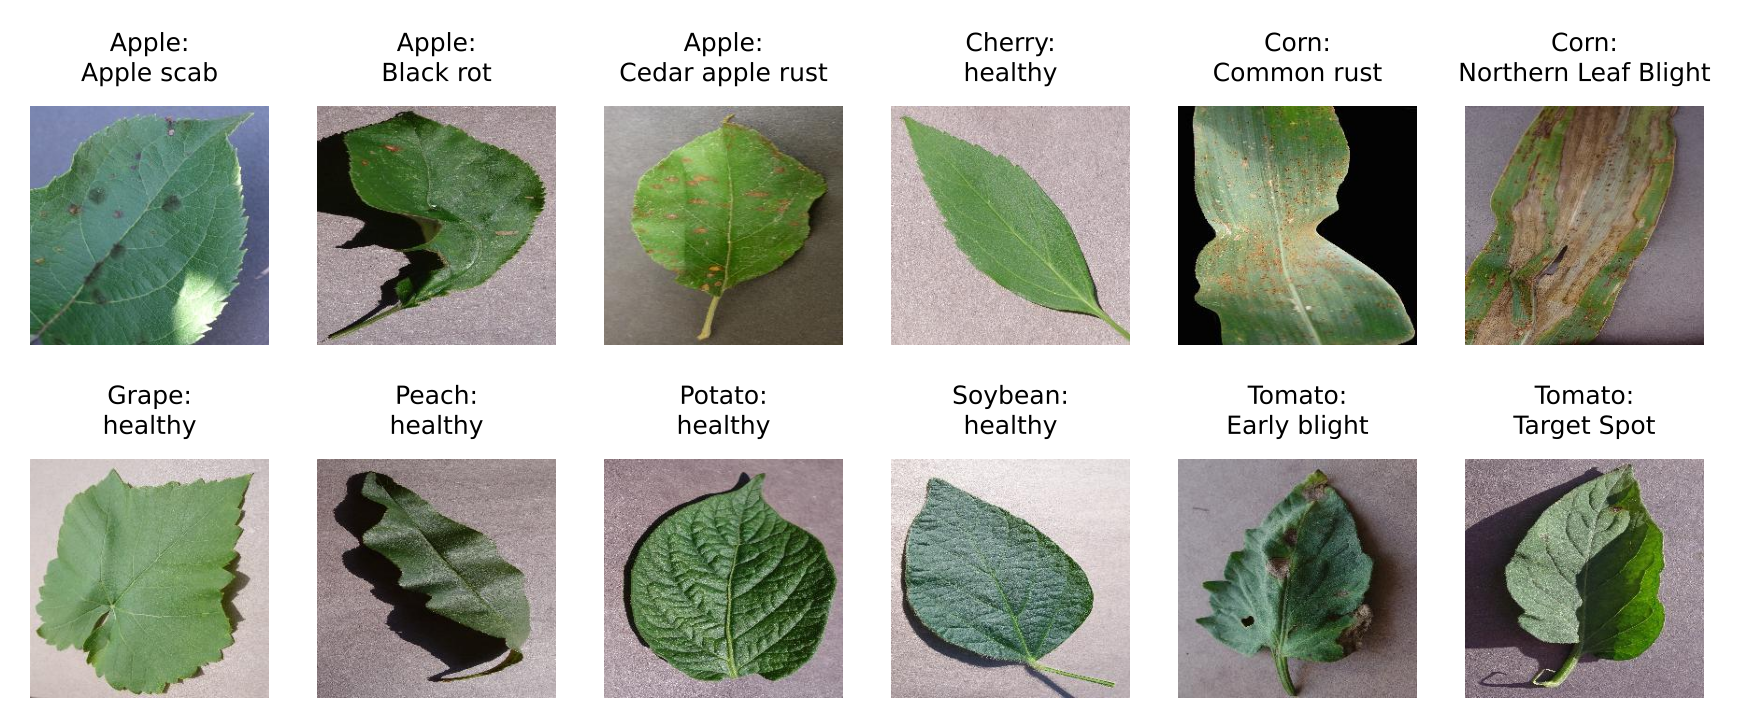 Apple:
Apple scab
Apple:
Black rot
Apple:
Cedar apple rust
Cherry:
healthy
Corn:
Common rust
Corn:
Northern Leaf Blight
Grape:
healthy
Peach:
healthy
Potato:
healthy
Soybean:
healthy
Tomato:
Early blight
Tomato:
Target Spot